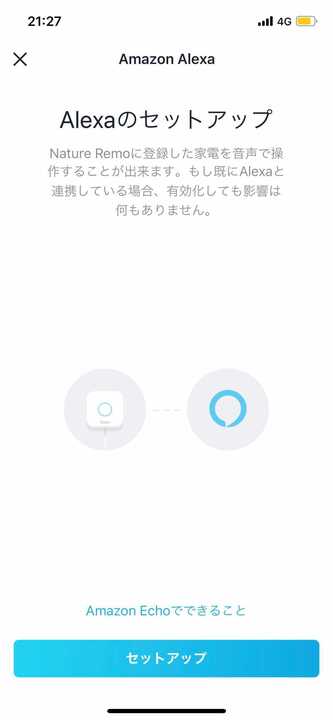 21:27
4G
Amazon Alexa
Alexaのセットアップ
Nature Remoに登録した家電を音声で操
作することが出来ます。もし既にAlexaと
連携している場合、有効化しても影響は
何もありません。
Amazon Echoでできること
セットアップ